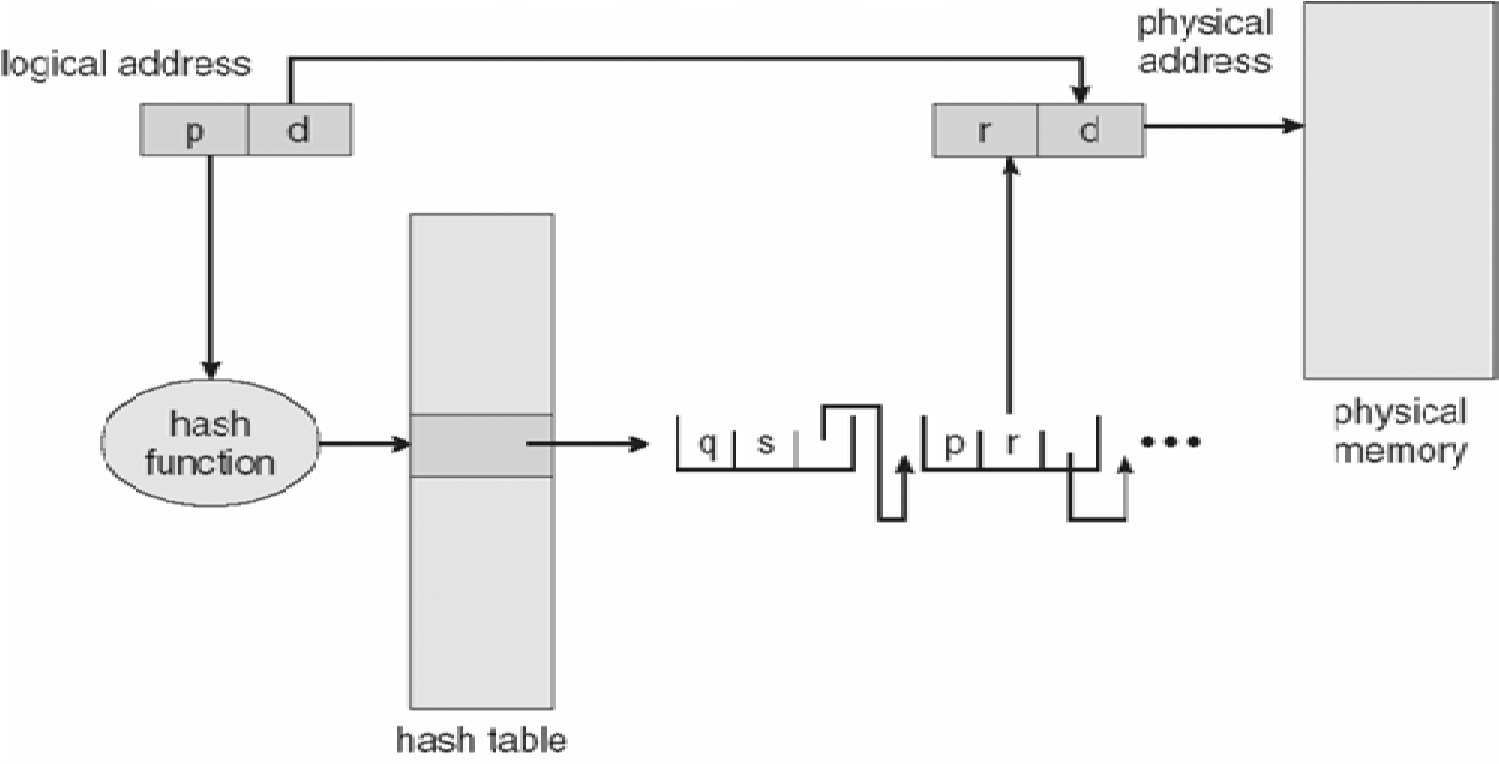 physical
address
logical address
p d
r d
hash
function
q s
p r
•••
physical
memory
hash table